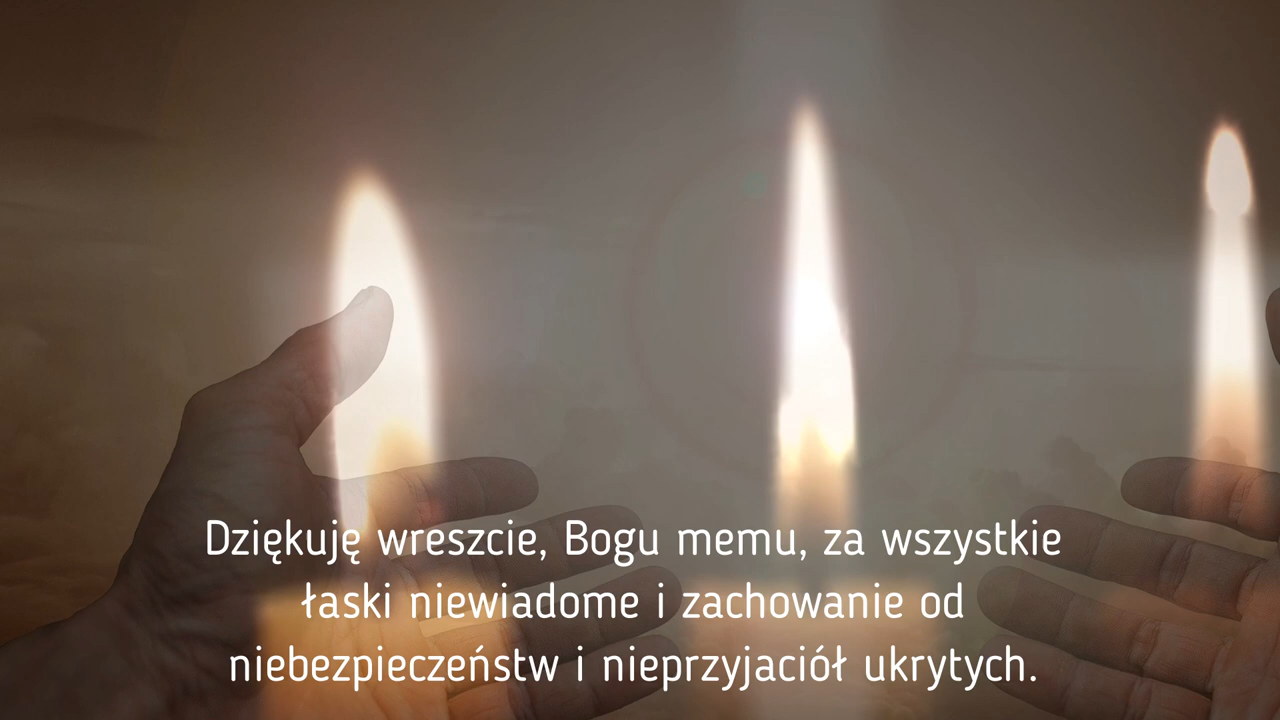 Dziękuję wreszcie, Bogu memu, za wszystkie
łaski niewiadome i zachowanie od
niebezpieczeństw i nieprzyjaciół ukrytych.